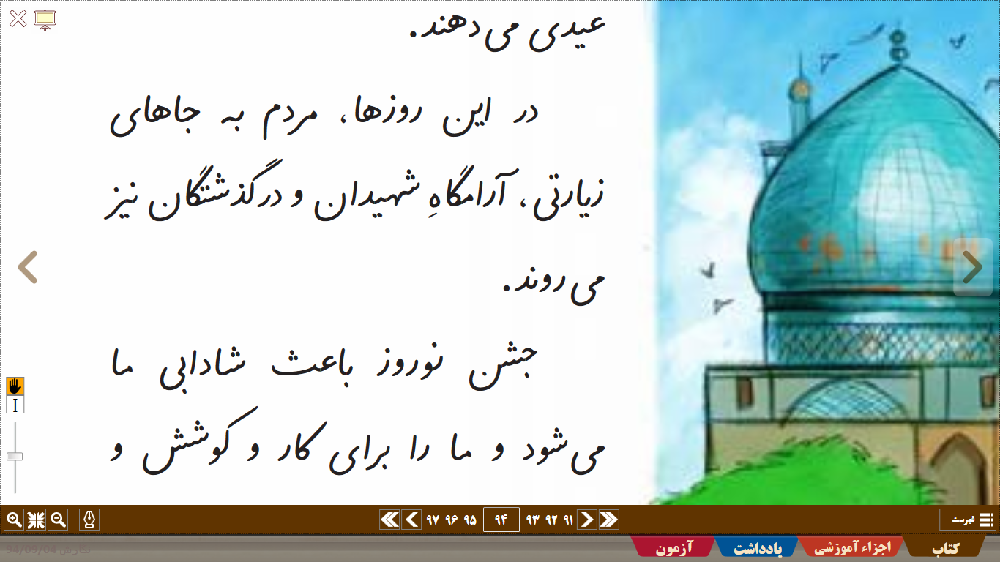 عیدی می‌دهند.
در این روزها، مردم به جاهای
زیارتی، آرامگاهِ شهیدان و درگذشتگان نیز
می‌روند.
جشن نوروز باعث شادابی ما
می‌شود و ما را برای کار و کوشش و
۹۷ ۹۶ ۹۵ ۹۴ ۹۳ ۹۲ ۹۱
فهرست
کتاب
اجزاء آموزشی
یادداشت
آزمون
نگارش 94/09/04